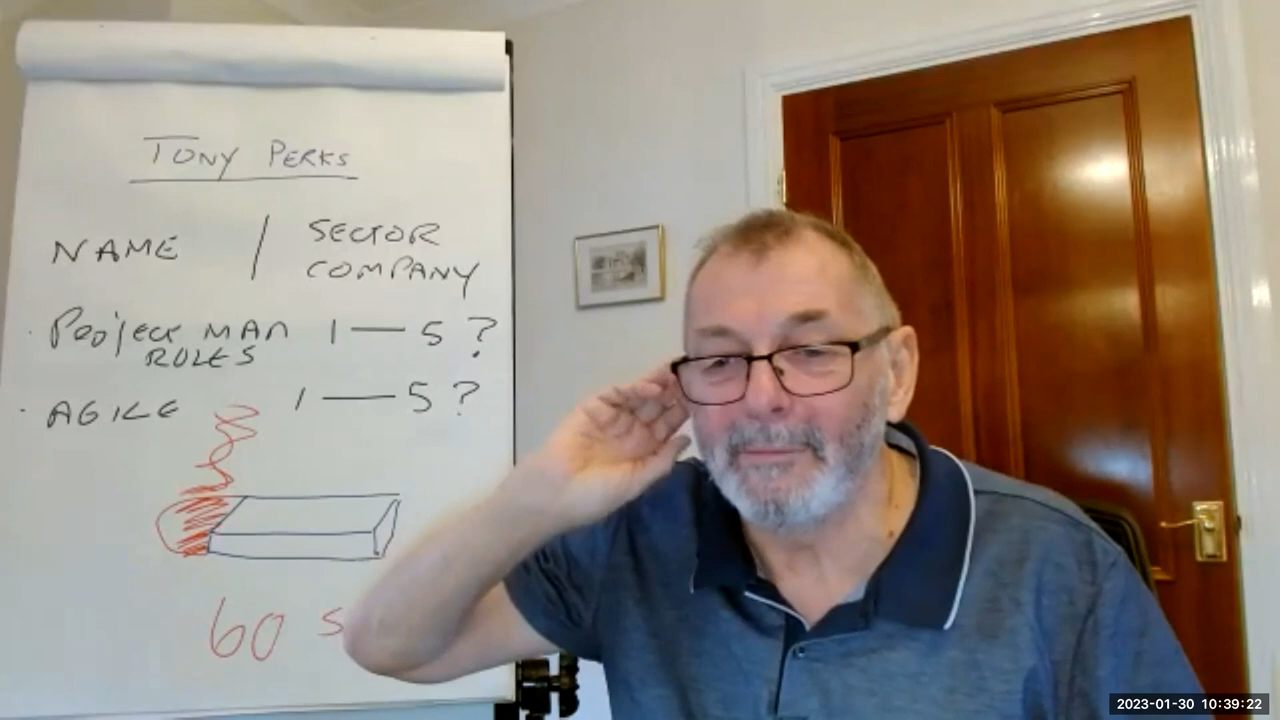 TONY PERKS
NAME / SECTOR
COMPANY
· Project MAN 1 — 5 ?
ROLES
· AGILE 1 — 5 ?
60 S
2023-01-30 10:39:22